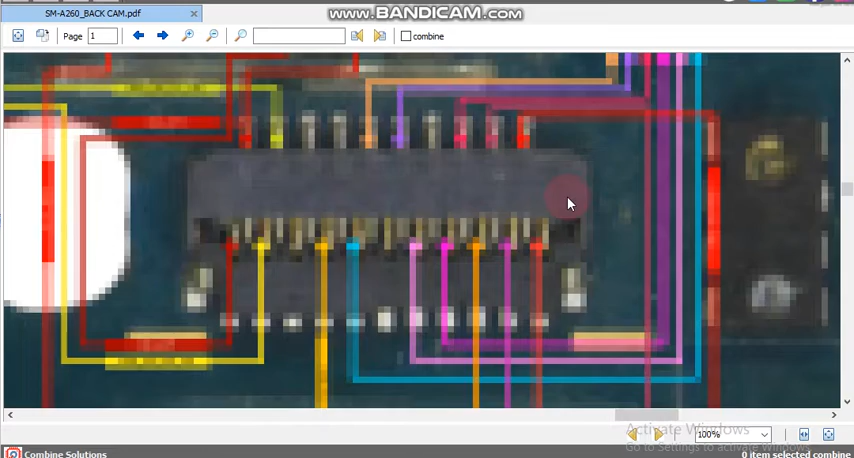 www.BANDICAM.com
SM-A260_BACK CAM.pdf
Page 1
combine
Activate Windows
Go to Settings to activate Windows.
100%
Combine Solutions
0 item selected combine